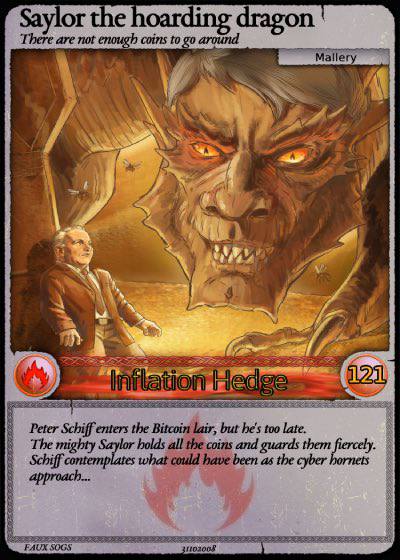 Saylor the hoarding dragon
There are not enough coins to go around
Mallery
Inflation Hedge
121
Peter Schiff enters the Bitcoin lair, but he's too late.
The mighty Saylor holds all the coins and guards them fiercely.
Schiff contemplates what could have been as the cyber hornets
approach...
FAUX SOGS
31102008